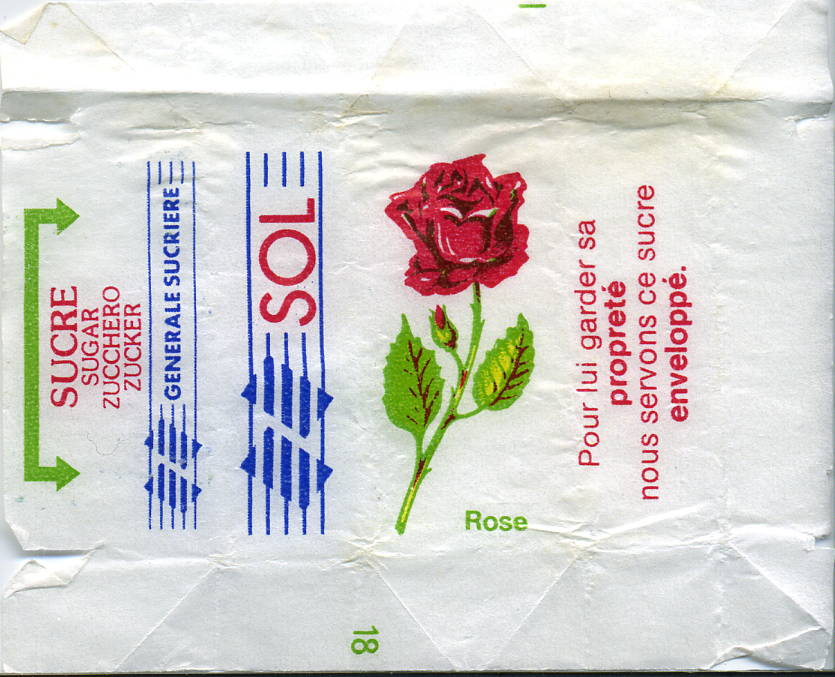 SUCRE
SUGAR
ZUCCHERO
ZUCKER
GENERALE SUCRIERE
SOL
Rose
Pour lui garder sa
propreté
nous servons ce sucre
enveloppé.
18